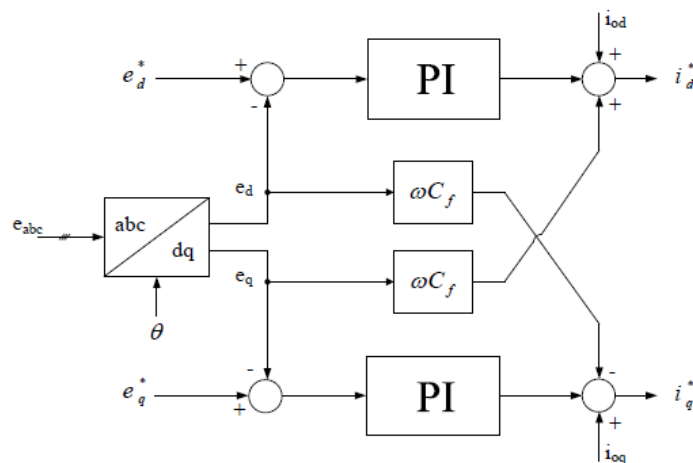 i_od
e_d^* + - PI + + i_d^*
e_d ωC_f
e_abc abc dq
e_q ωC_f
θ
e_q^* - + PI - + i_q^*
i_oq